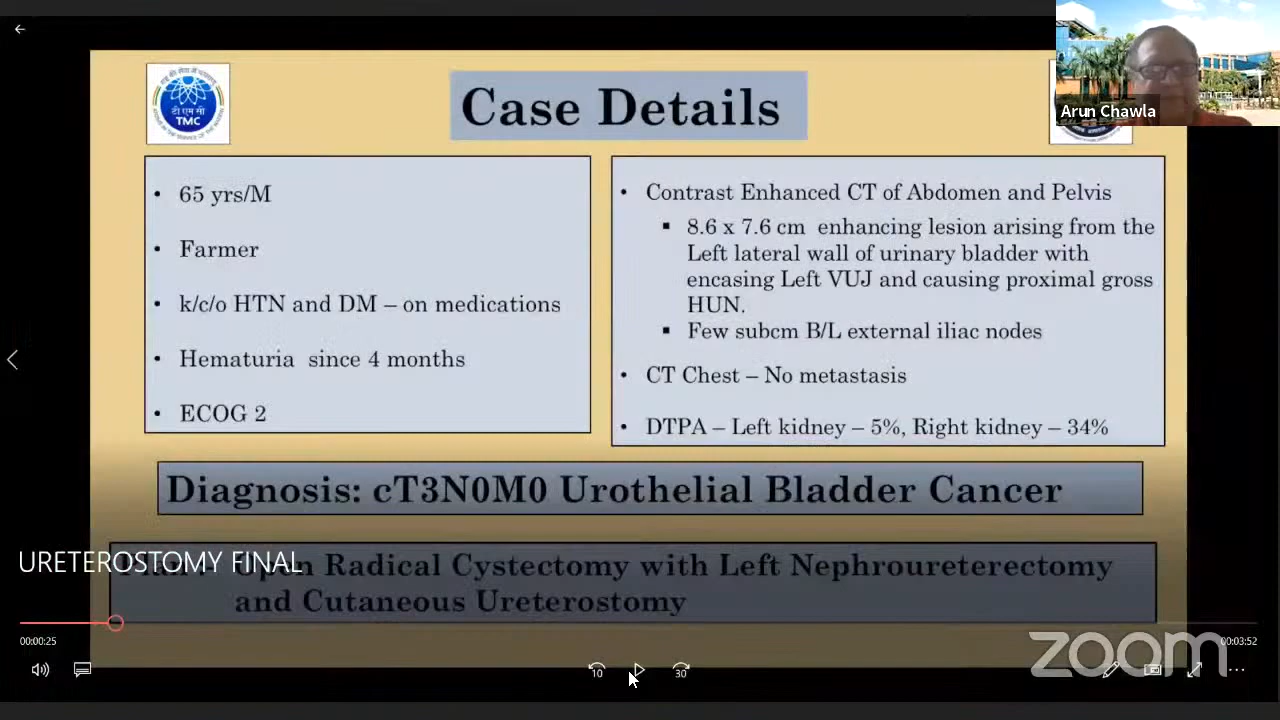 Arun Chawla
टी एम सी
TMC
Case Details
• 65 yrs/M
• Farmer
• k/c/o HTN and DM – on medications
• Hematuria since 4 months
• ECOG 2
• Contrast Enhanced CT of Abdomen and Pelvis
▪ 8.6 x 7.6 cm enhancing lesion arising from the
Left lateral wall of urinary bladder with
encasing Left VUJ and causing proximal gross
HUN.
▪ Few subcm B/L external iliac nodes
• CT Chest – No metastasis
• DTPA – Left kidney – 5%, Right kidney – 34%
Diagnosis: cT3N0M0 Urothelial Bladder Cancer
URETEROSTOMY FINAL
Open Radical Cystectomy with Left Nephroureterectomy
and Cutaneous Ureterostomy
00:00:25
00:03:52
10
30
zoom